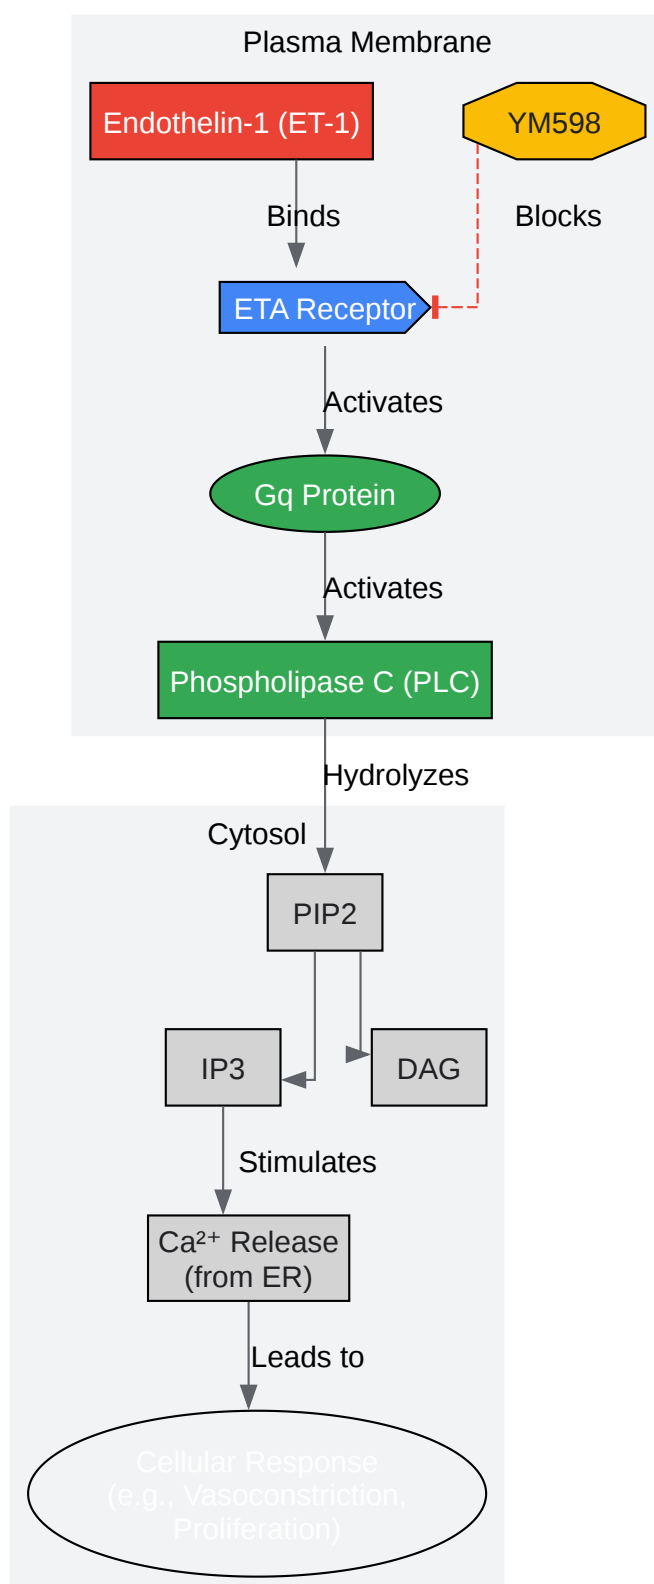 Plasma Membrane
Endothelin-1 (ET-1)
YM598
Binds
Blocks
ETA Receptor
Activates
Gq Protein
Activates
Phospholipase C (PLC)
Hydrolyzes
Cytosol
PIP2
IP3
DAG
Stimulates
Ca²⁺ Release
(from ER)
Leads to
Cellular Response
(e.g., Vasoconstriction,
Proliferation)